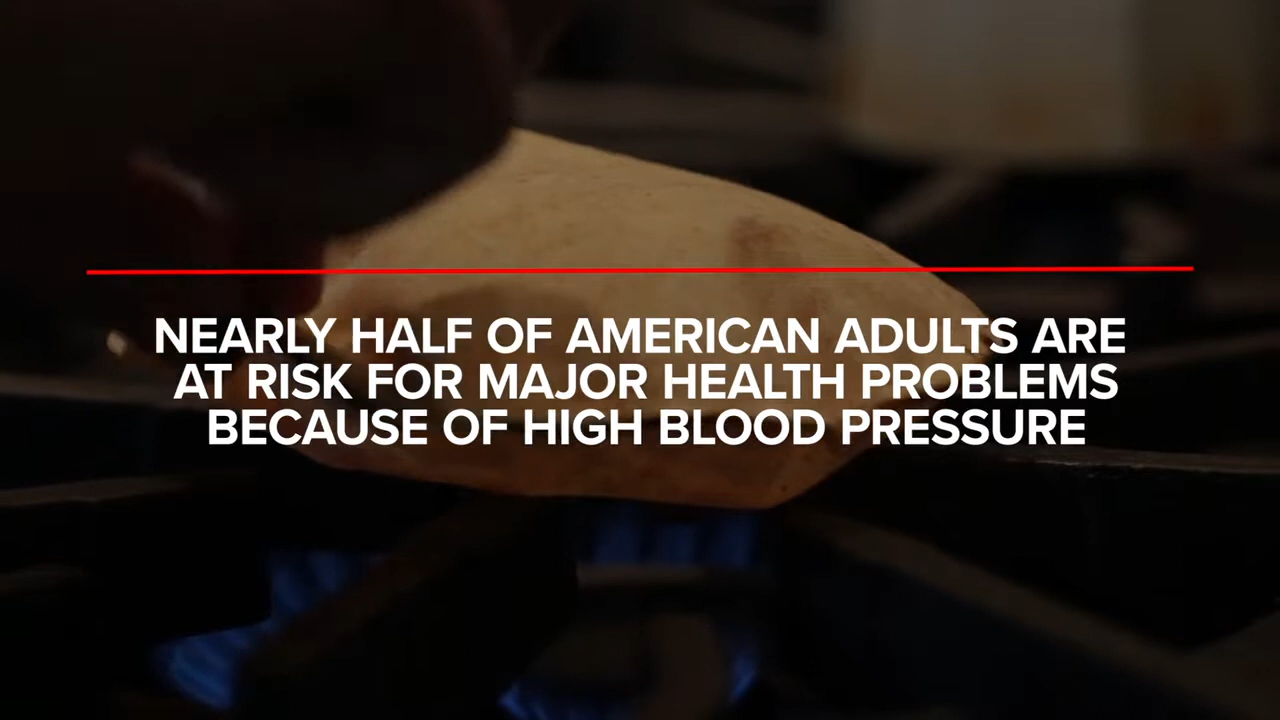 NEARLY HALF OF AMERICAN ADULTS ARE
AT RISK FOR MAJOR HEALTH PROBLEMS
BECAUSE OF HIGH BLOOD PRESSURE